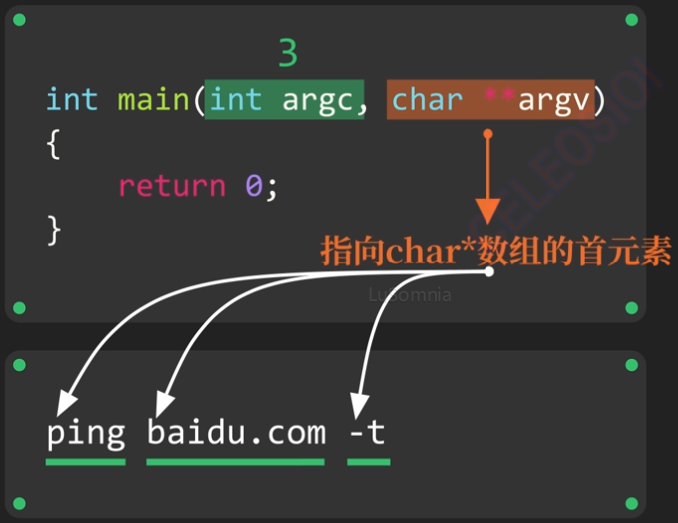 3
int main(int argc, char **argv)
{
return 0;
}
指向char*数组的首元素
Lusomnia
ping baidu.com -t